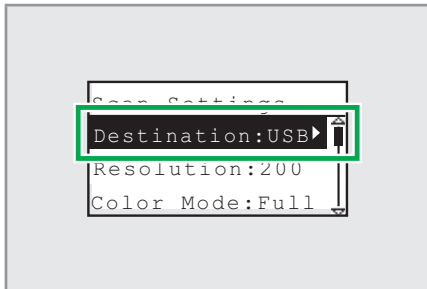 Scan Settings
Destination:USB
Resolution:200
Color Mode:Full